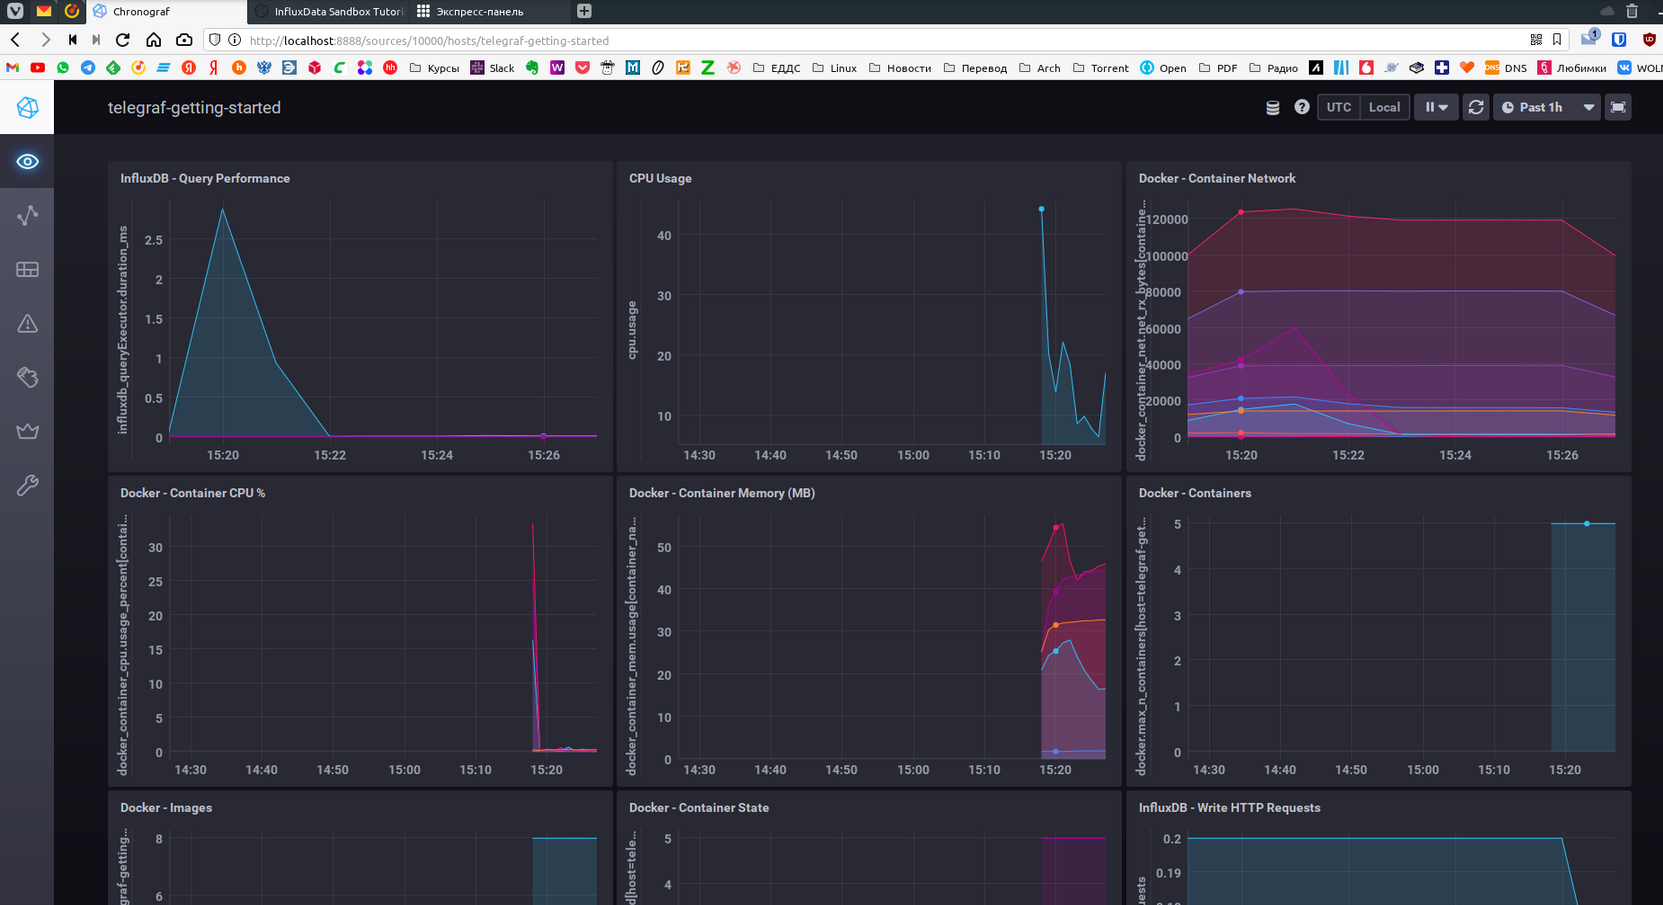 Chronograf
InfluxData Sandbox Tutori
Экспресс-панель
http://localhost:8888/sources/10000/hosts/telegraf-getting-started
1
Курсы
Slack
ЕДДС
Linux
Новости
Перевод
Arch
Torrent
Open
PDF
Радио
DNS
Любимки
WOLM
telegraf-getting-started
UTC
Local
Past 1h
InfluxDB - Query Performance
influxdb_queryExecutor.duration_ms
2.5
2
1.5
1
0.5
0
15:20 15:22 15:24 15:26
CPU Usage
cpu.usage
40
30
20
10
14:30 14:40 14:50 15:00 15:10 15:20
Docker - Container Network
docker_container_net.net_rx_bytes[containe...
120000
100000
80000
60000
40000
20000
0
15:20 15:22 15:24 15:26
Docker - Container CPU %
docker_container_cpu.usage_percent[contai...
30
25
20
15
10
5
0
14:30 14:40 14:50 15:00 15:10 15:20
Docker - Container Memory (MB)
docker_container_mem.usage[container_na...
50
40
30
20
10
0
14:30 14:40 14:50 15:00 15:10 15:20
Docker - Containers
docker.max_n_containers[host=telegraf-get...
5
4
3
2
1
0
14:30 14:40 14:50 15:00 15:10 15:20
Docker - Images
graf-getting...
8
6
Docker - Container State
d[host=tele...
5
4
InfluxDB - Write HTTP Requests
quests
0.2
0.19